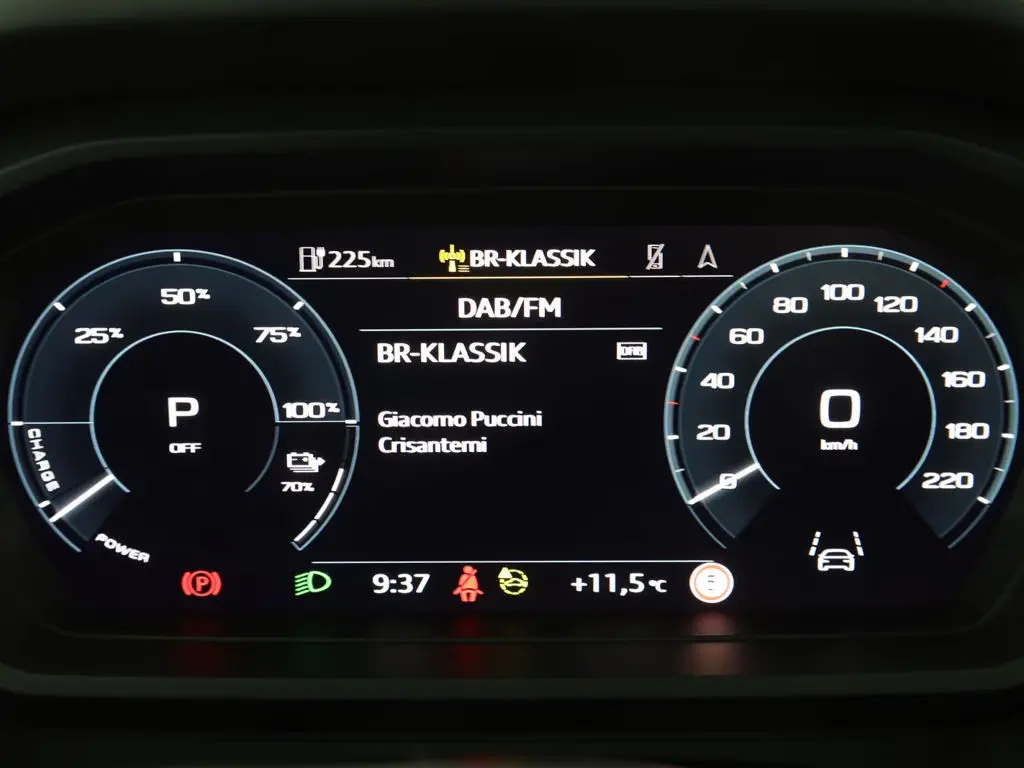 225km
BR-KLASSIK
DAB/FM
BR-KLASSIK
DAB
Giacomo Puccini
Crisantemi
25%
50%
75%
100%
P
OFF
CHARGE
POWER
70%
0
20
40
60
80
100
120
140
160
180
220
0
km/h
P
9:37
+11,5°C